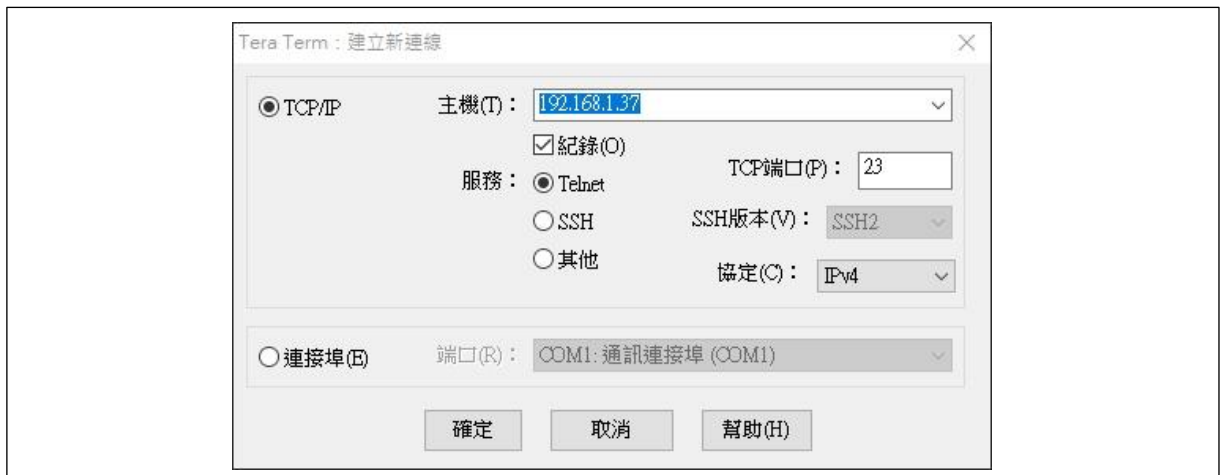 Tera Term：建立新連線
TCP/IP 主機(T)： 192.168.1.37
紀錄(O)
服務： Telnet TCP端口(P)： 23
SSH SSH版本(V)： SSH2
其他 協定(C)： IPv4
連接埠(E) 端口(R)： COM1: 通訊連接埠 (COM1)
確定 取消 幫助(H)